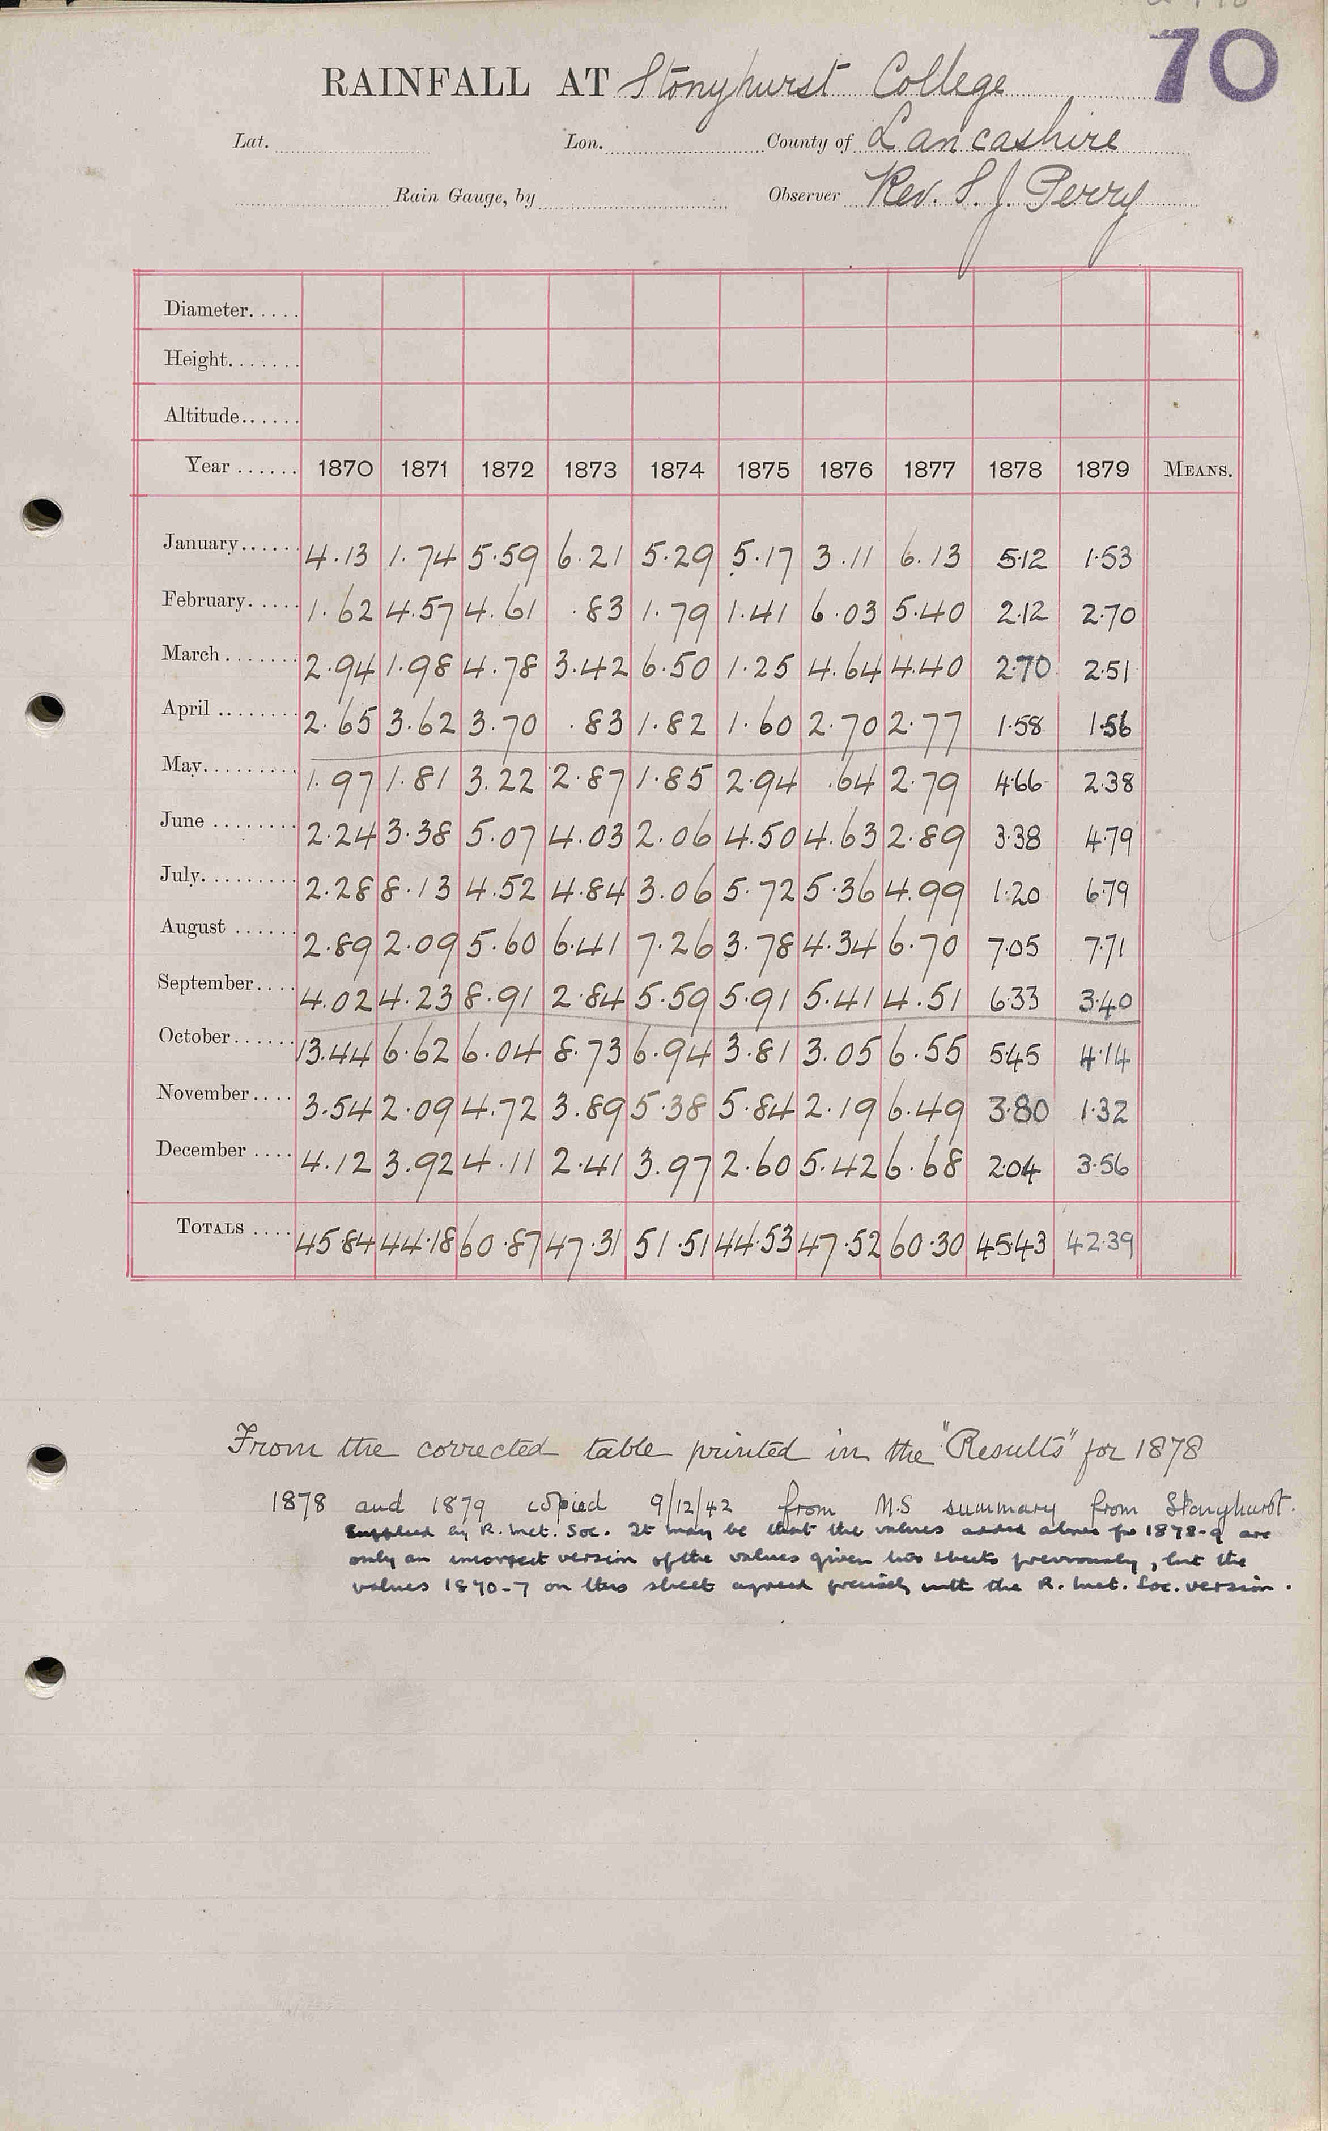 70
RAINFALL AT Stonyhurst College
Lat. Lon. County of Lancashire
Rain Gauge, by Observer Rev. S. J. Perry
Diameter.....
Height.......
Altitude......
Year ...... 1870 1871 1872 1873 1874 1875 1876 1877 1878 1879 MEANS.
January...... 4.13 1.74 5.59 6.21 5.29 5.17 3.11 6.13 5.12 1.53
February..... 1.62 4.57 4.61 .83 1.79 1.41 6.03 5.40 2.12 2.70
March....... 2.94 1.98 4.78 3.42 6.50 1.25 4.64 4.40 2.70 2.51
April ........ 2.65 3.62 3.70 .83 1.82 1.60 2.70 2.77 1.58 1.56
May......... 1.97 1.81 3.22 2.87 1.85 2.94 .64 2.79 4.66 2.38
June ........ 2.24 3.38 5.07 4.03 2.06 4.50 4.63 2.89 3.38 4.79
July......... 2.28 8.13 4.52 4.84 3.06 5.72 5.36 4.99 1.20 6.79
August ...... 2.89 2.09 5.60 6.41 7.26 3.78 4.34 6.70 7.05 7.71
September.... 4.02 4.23 8.91 2.84 5.59 5.91 5.41 4.51 6.33 3.40
October...... 13.44 6.62 6.04 8.73 6.94 3.81 3.05 6.55 5.45 4.14
November.... 3.54 2.09 4.72 3.89 5.38 5.84 2.19 6.49 3.80 1.32
December .... 4.12 3.92 4.11 2.41 3.97 2.60 5.42 6.68 2.04 3.56
TOTALS .... 45.84 44.18 60.87 47.31 51.51 44.53 47.52 60.30 45.43 42.39
From the corrected table printed in the "Results" for 1878
1878 and 1879 copied 9/12/42 from M.S summary from Stonyhurst.
supplied by R. Met. Soc. It may be that the values added above for 1878-9 are
only an incorrect version of the values given two sheets previously, but the
values 1870-7 on this sheet agreed precisely with the R. Met. Soc. version.